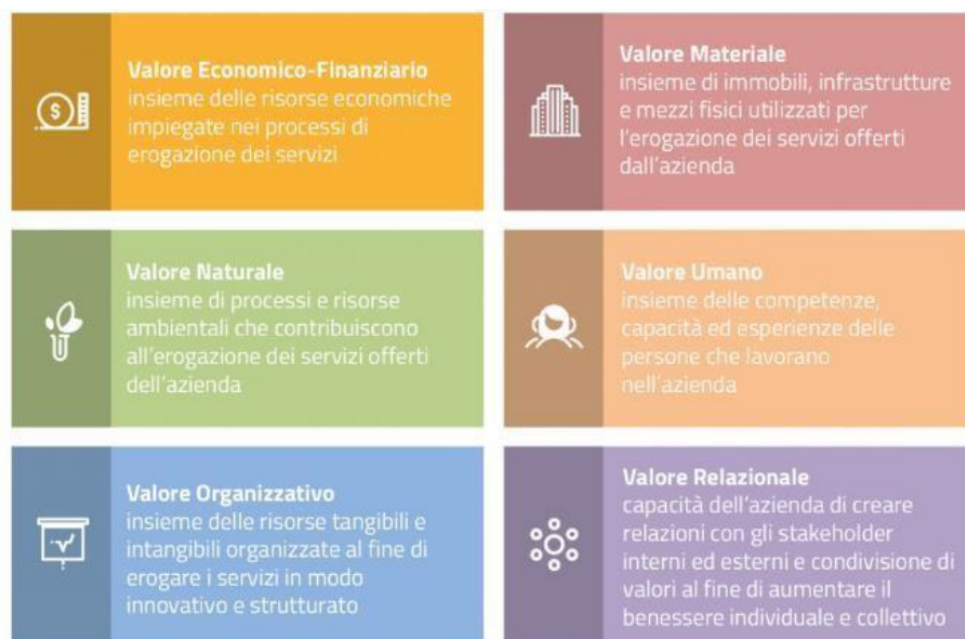 Valore Economico-Finanziario
insieme delle risorse economiche
impiegate nei processi di
erogazione dei servizi
Valore Materiale
insieme di immobili, infrastrutture
e mezzi fisici utilizzati per
l'erogazione dei servizi offerti
dall'azienda
Valore Naturale
insieme di processi e risorse
ambientali che contribuiscono
all'erogazione dei servizi offerti
dell'azienda
Valore Umano
insieme delle competenze,
capacità ed esperienze delle
persone che lavorano
nell'azienda
Valore Organizzativo
insieme delle risorse tangibili e
intangibili organizzate al fine di
erogare i servizi in modo
innovativo e strutturato
Valore Relazionale
capacità dell'azienda di creare
relazioni con gli stakeholder
interni ed esterni e condivisione di
valori al fine di aumentare il
benessere individuale e collettivo